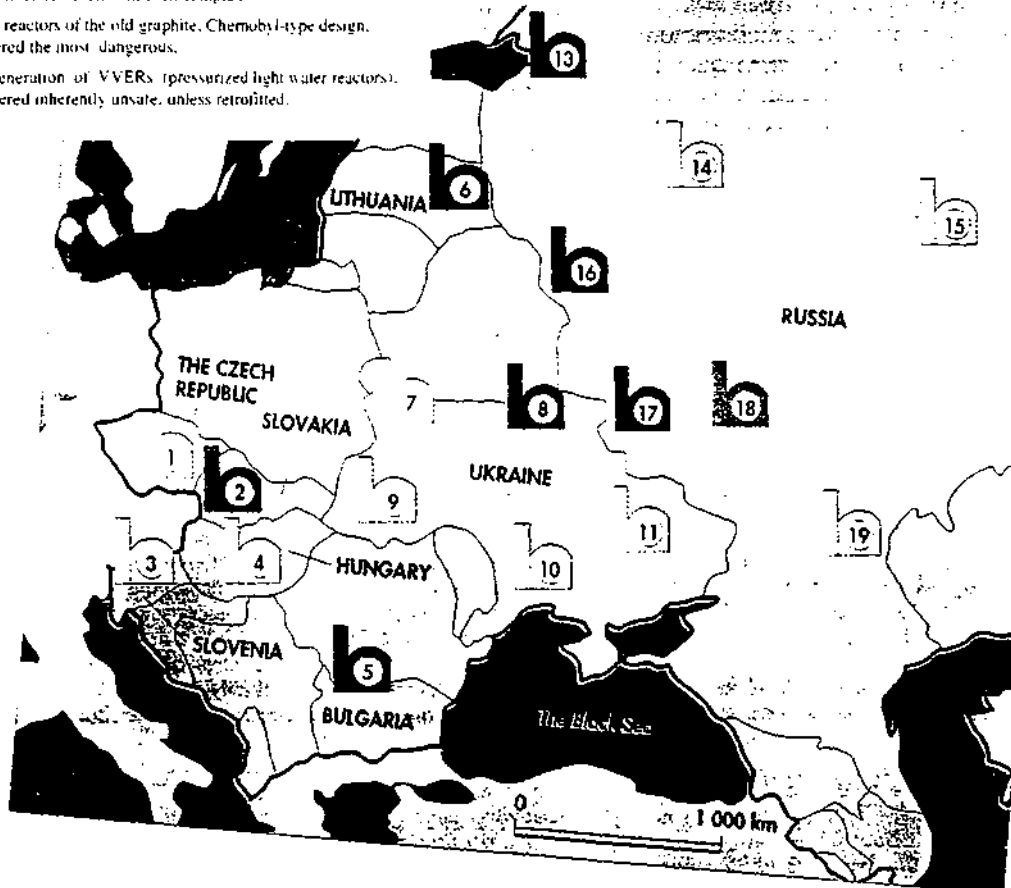 reactors of the old graphite, Chernobyl-type design,
ered the most dangerous.
eneration of VVERs (pressurized light water reactors).
ered inherently unsafe, unless retrofitted.
13
14
LITHUANIA
6
15
16
RUSSIA
THE CZECH
REPUBLIC
7
8
17
18
SLOVAKIA
1
UKRAINE
2
9
11
19
3
4
HUNGARY
10
SLOVENIA
5
BULGARIA
The Black Sea
0
1 000 km